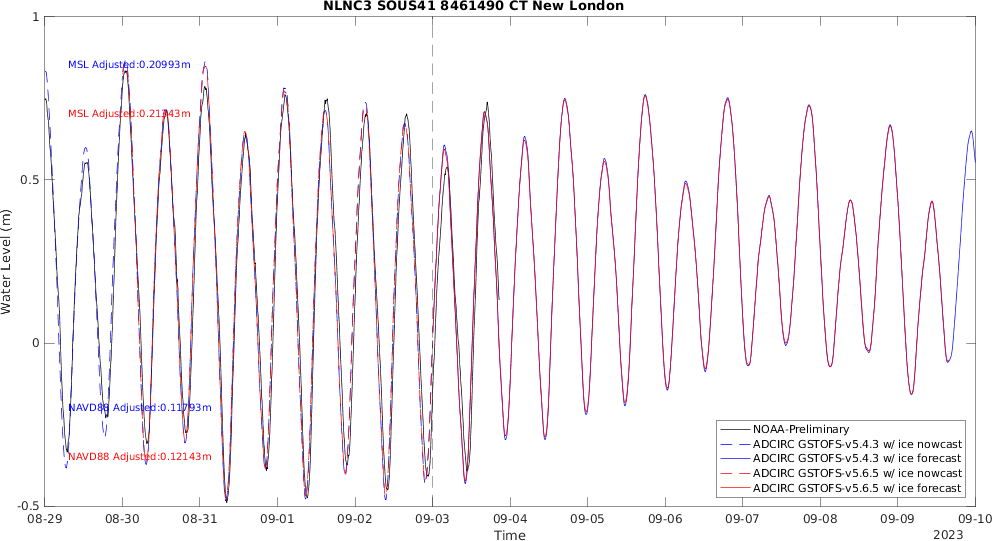 NLNC3 SOUS41 8461490 CT New London
1
0.5
0
-0.5
Water Level (m)
MSL Adjusted:0.20993m
MSL Adjusted:0.21343m
NAVD88 Adjusted:0.11793m
NAVD88 Adjusted:0.12143m
NOAA-Preliminary
ADCIRC GSTOFS-v5.4.3 w/ ice nowcast
ADCIRC GSTOFS-v5.4.3 w/ ice forecast
ADCIRC GSTOFS-v5.6.5 w/ ice nowcast
ADCIRC GSTOFS-v5.6.5 w/ ice forecast
08-29 08-30 08-31 09-01 09-02 09-03 09-04 09-05 09-06 09-07 09-08 09-09 09-10
Time
2023